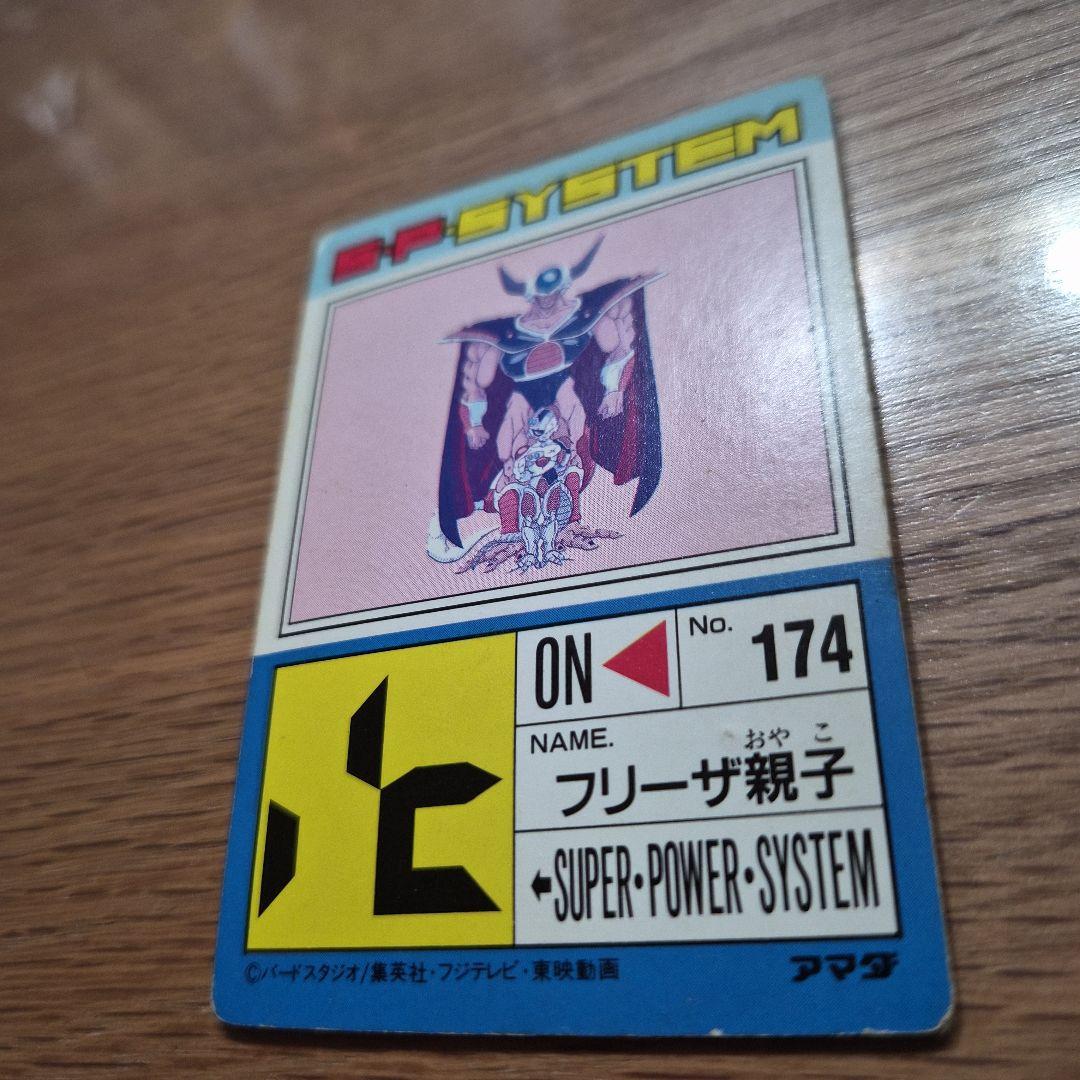 S·P·SYSTEM
ON
No. 174
NAME.
おやこ
フリーザ親子
←SUPER・POWER・SYSTEM
©バードスタジオ/集英社・フジテレビ・東映動画
アマダ